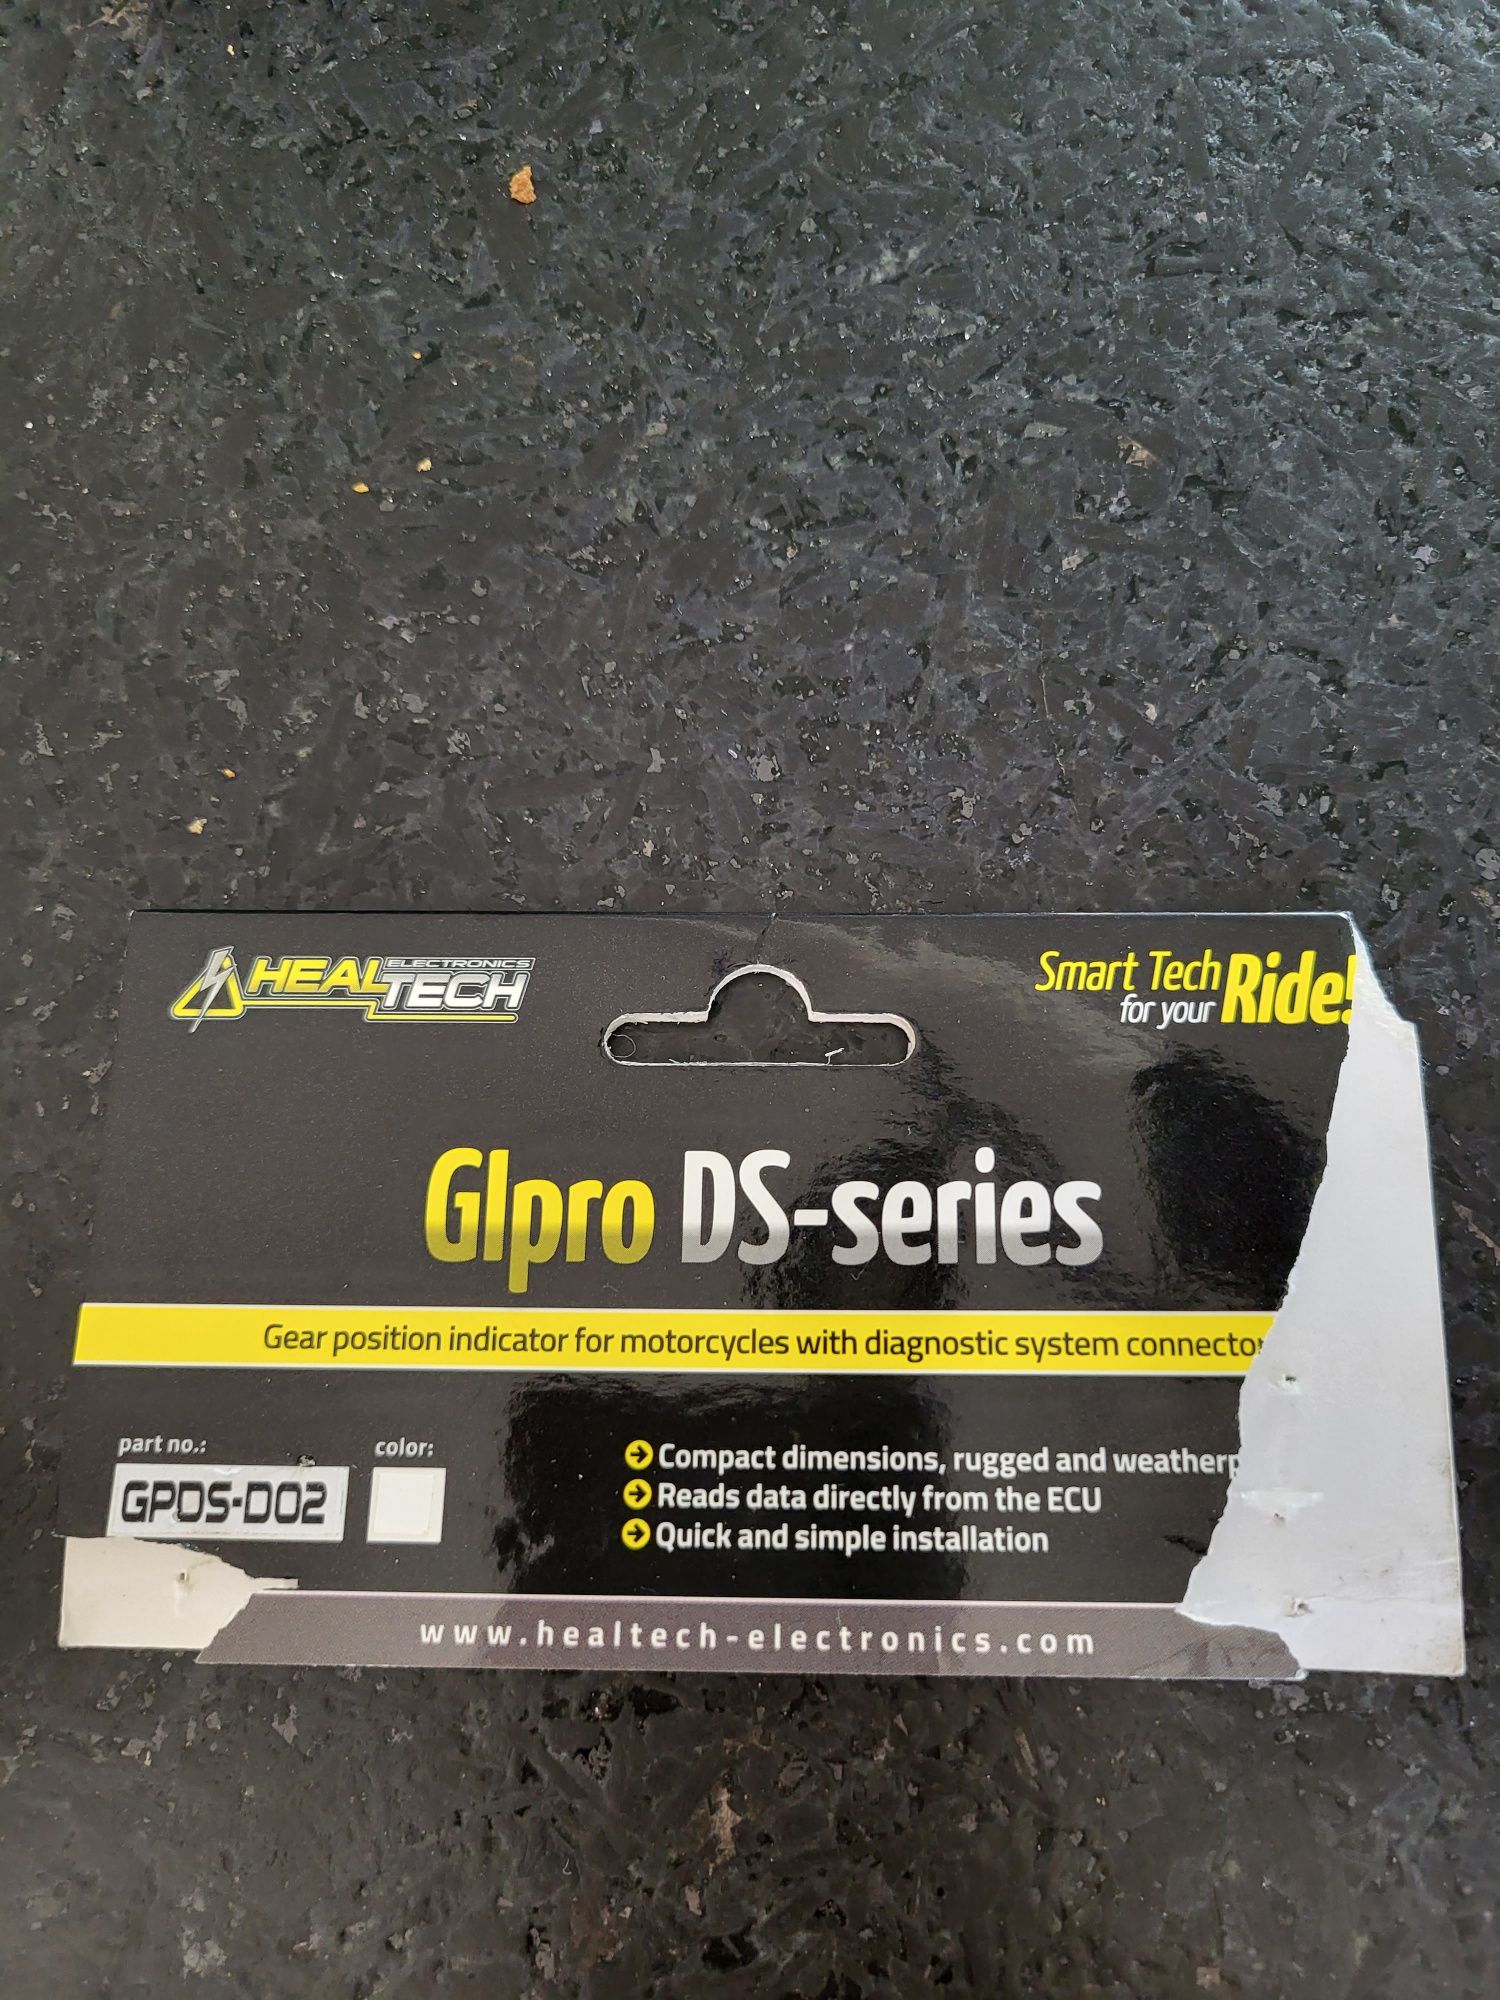 HEALTECH ELECTRONICS
Smart Tech
for your Ride!
GIpro DS-series
Gear position indicator for motorcycles with diagnostic system
part no.:
color:
GPDS-D02
Compact dimensions, rugged and
Reads data directly from the ECU
Quick and simple installation
www.healtech-electronics.com